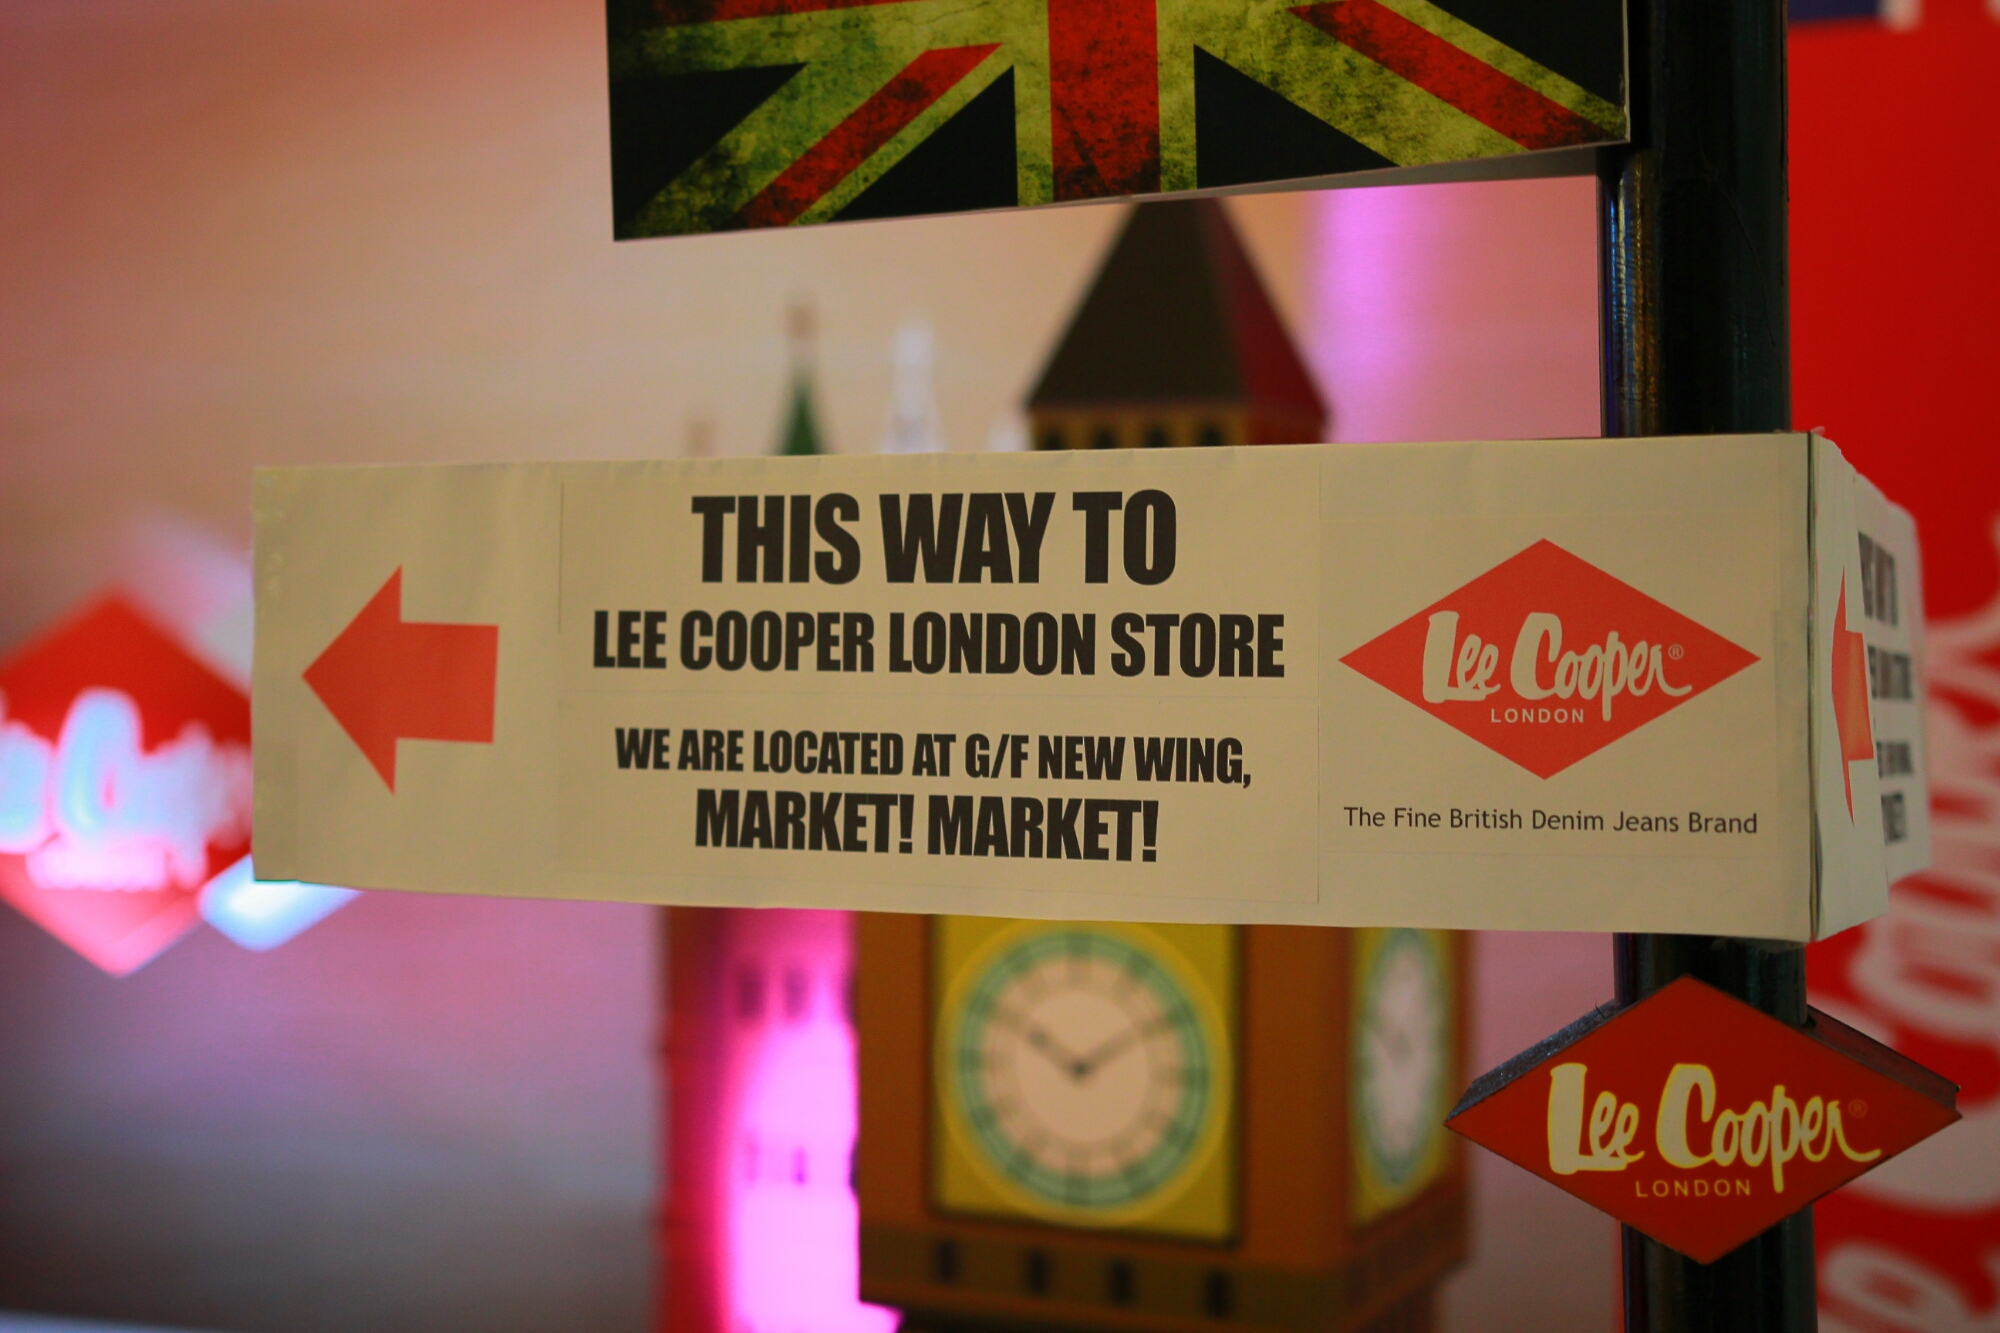 THIS WAY TO
LEE COOPER LONDON STORE
WE ARE LOCATED AT G/F NEW WING,
MARKET! MARKET!
Lee Cooper®
LONDON
The Fine British Denim Jeans Brand
Lee Cooper®
LONDON